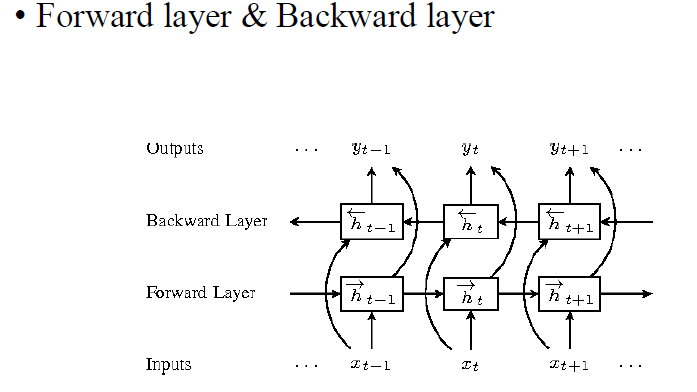 • Forward layer & Backward layer
Outputs ... y_{t−1} y_t y_{t+1} ...
Backward Layer ←h_{t−1} ←h_t ←h_{t+1}
Forward Layer →h_{t−1} →h_t →h_{t+1}
Inputs ... x_{t−1} x_t x_{t+1} ...